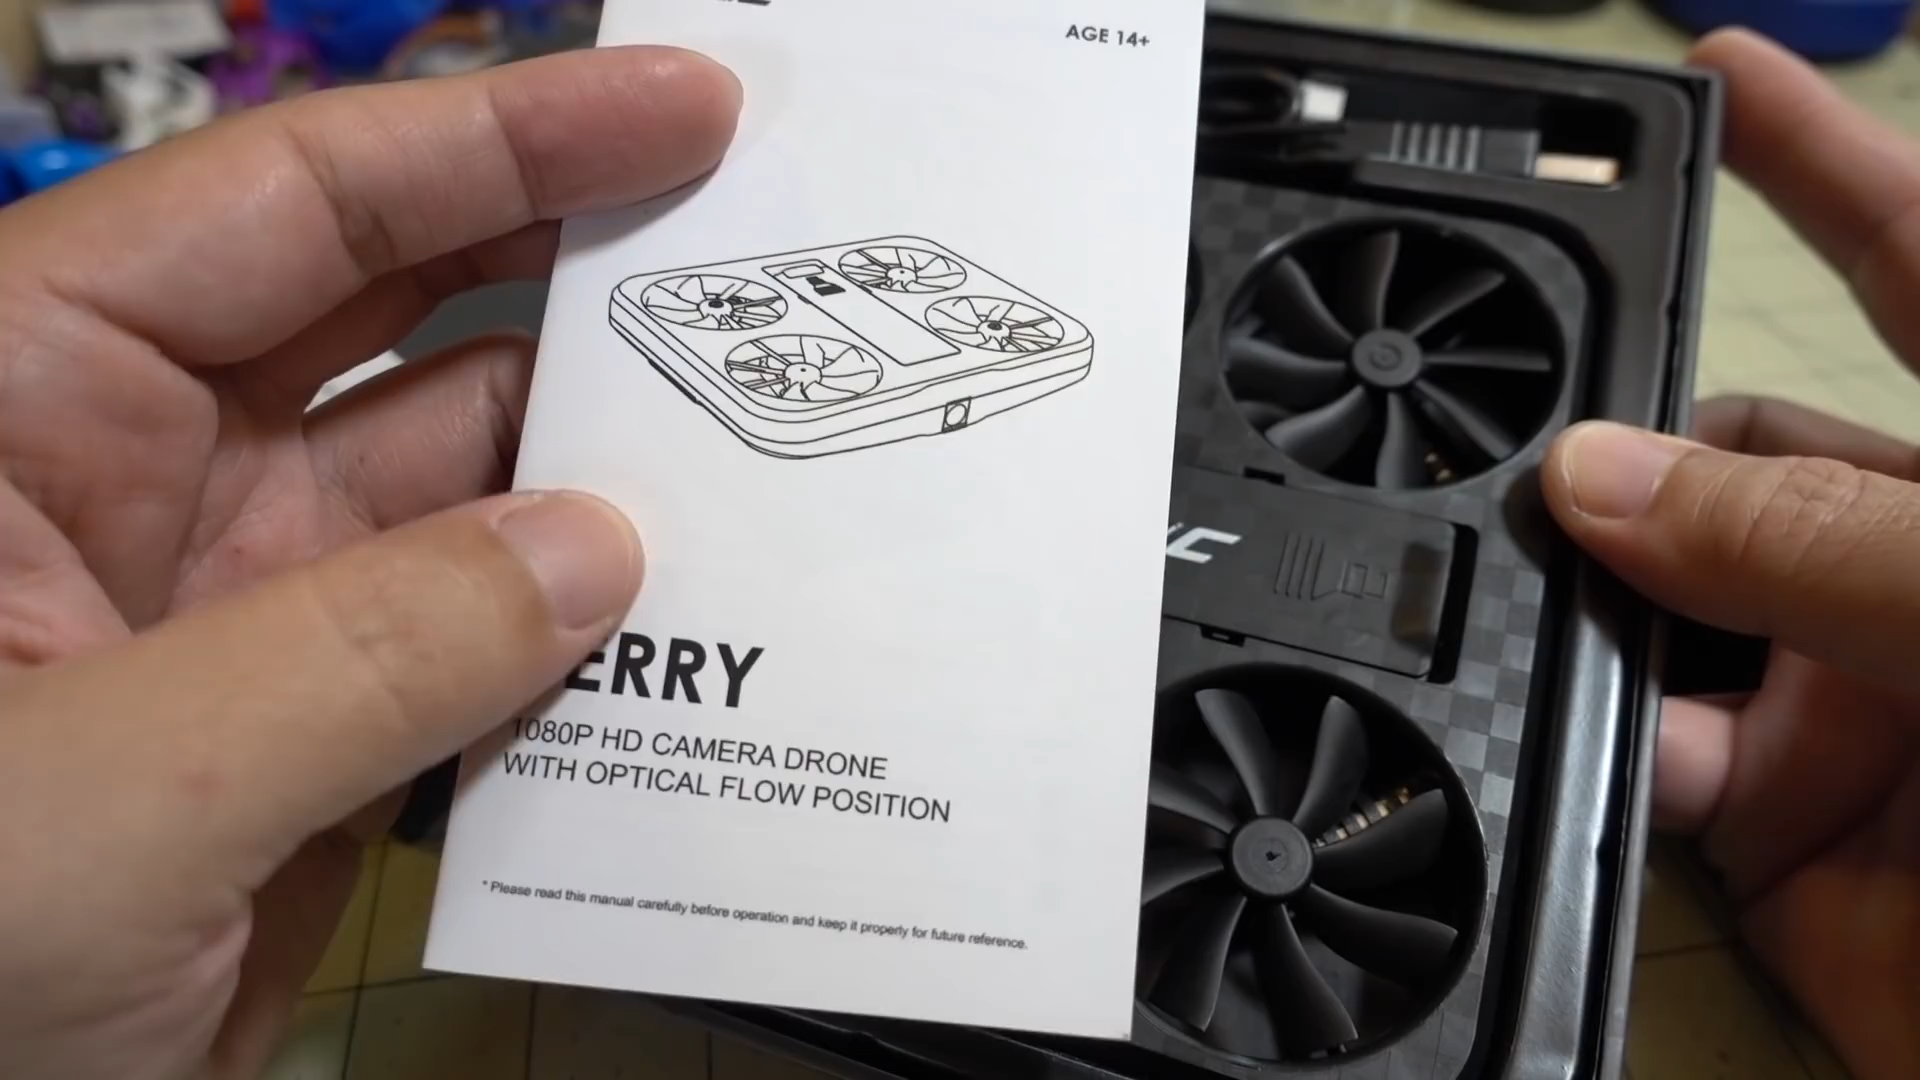 AGE 14+
ERRY
1080P HD CAMERA DRONE
WITH OPTICAL FLOW POSITION
* Please read this manual carefully before operation and keep it properly for future reference.